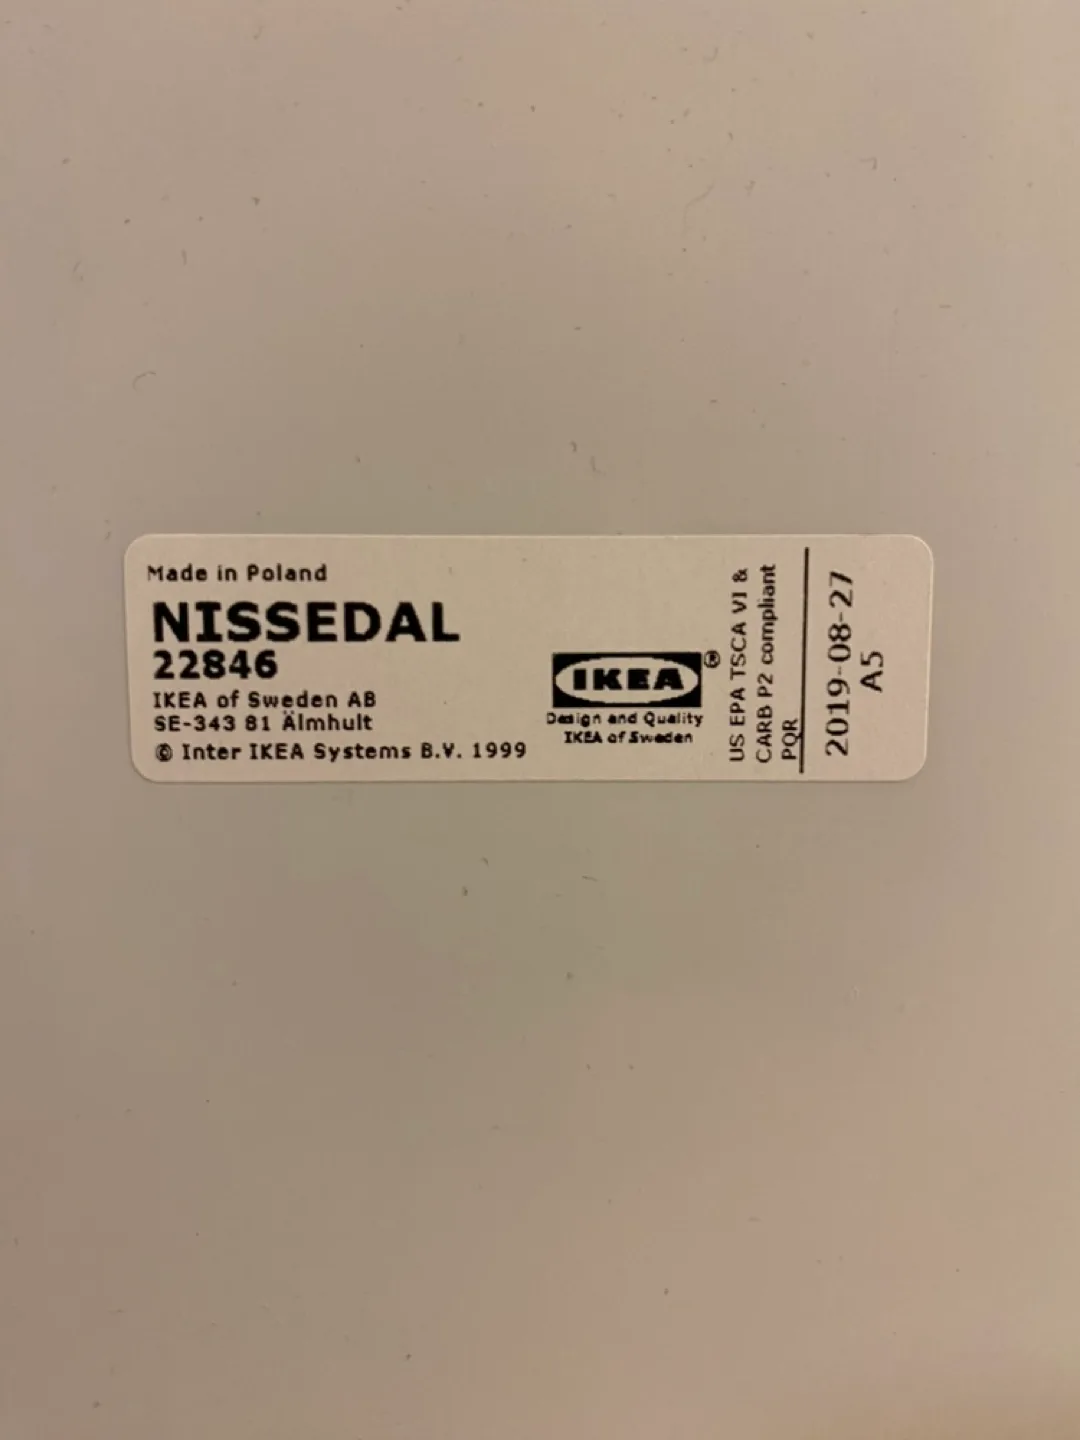 Made in Poland
NISSEDAL
22846
IKEA of Sweden AB
SE-343 81 Älmhult
© Inter IKEA Systems B.V. 1999
IKEA®
Design and Quality
IKEA of Sweden
US EPA TSCA VI &
CARB P2 compliant
PQR
2019-08-27
A5